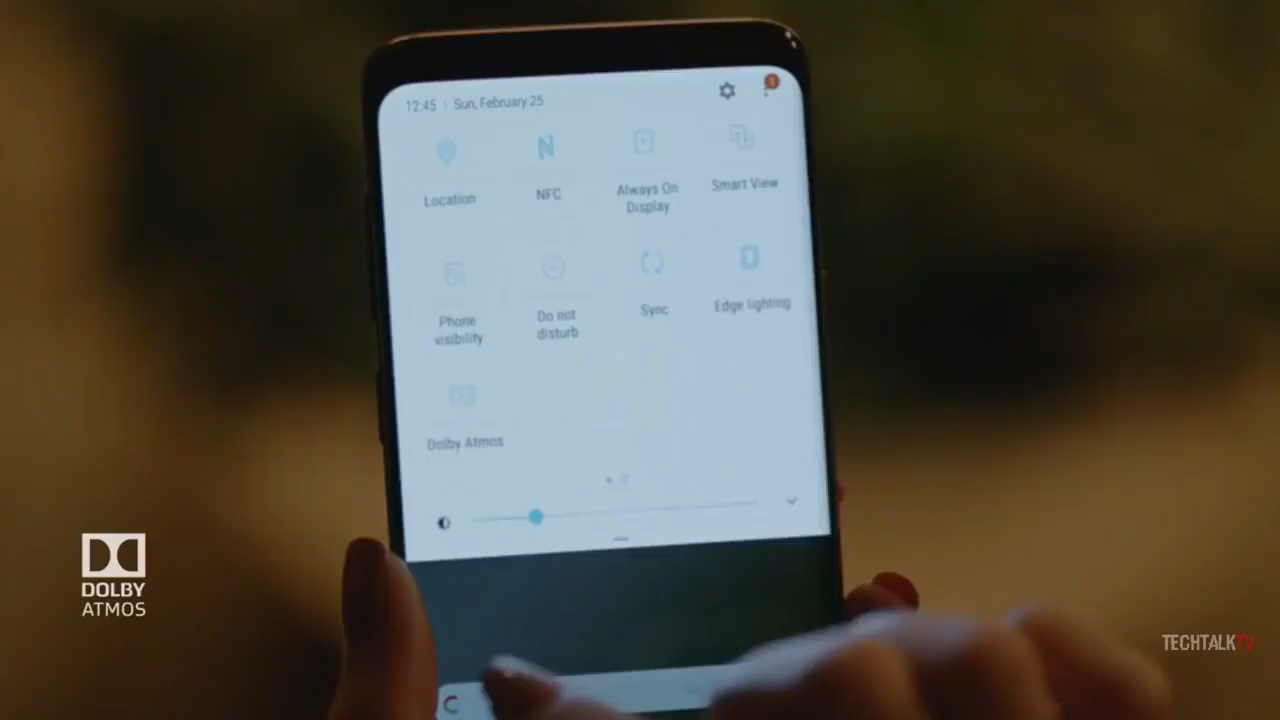 12:45 | Sun, February 25
1
Location
NFC
Always On
Display
Smart View
Phone
visibility
Do not
disturb
Sync
Edge lighting
Dolby Atmos
DOLBY
ATMOS
TECHTALKTV